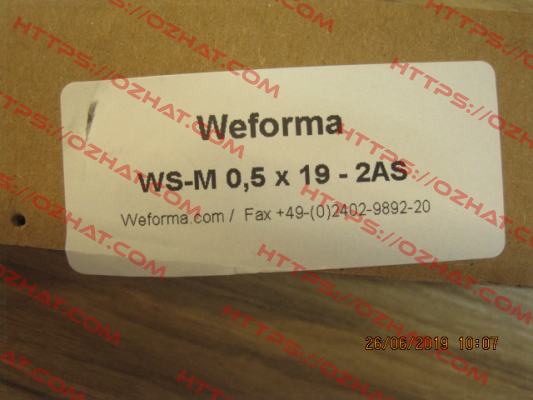 Weforma
WS-M 0,5 x 19 - 2AS
Weforma.com / Fax +49-(0)2402-9892-20
26/06/2019 10:07
HTTPS://OZHAT.COM